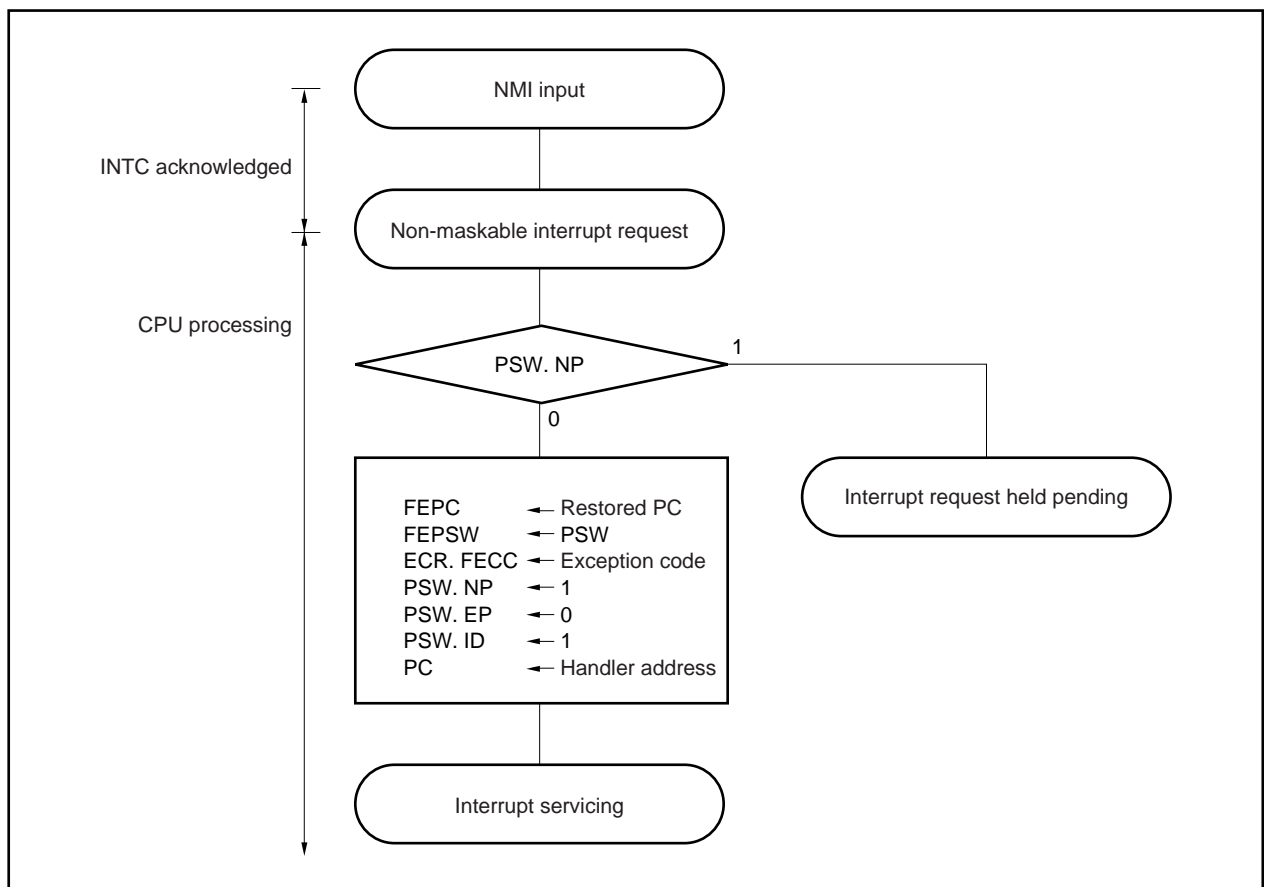 NMI input
INTC acknowledged
Non-maskable interrupt request
CPU processing
PSW. NP
1
0
FEPC ← Restored PC
FEPSW ← PSW
ECR. FECC ← Exception code
PSW. NP ← 1
PSW. EP ← 0
PSW. ID ← 1
PC ← Handler address
Interrupt request held pending
Interrupt servicing